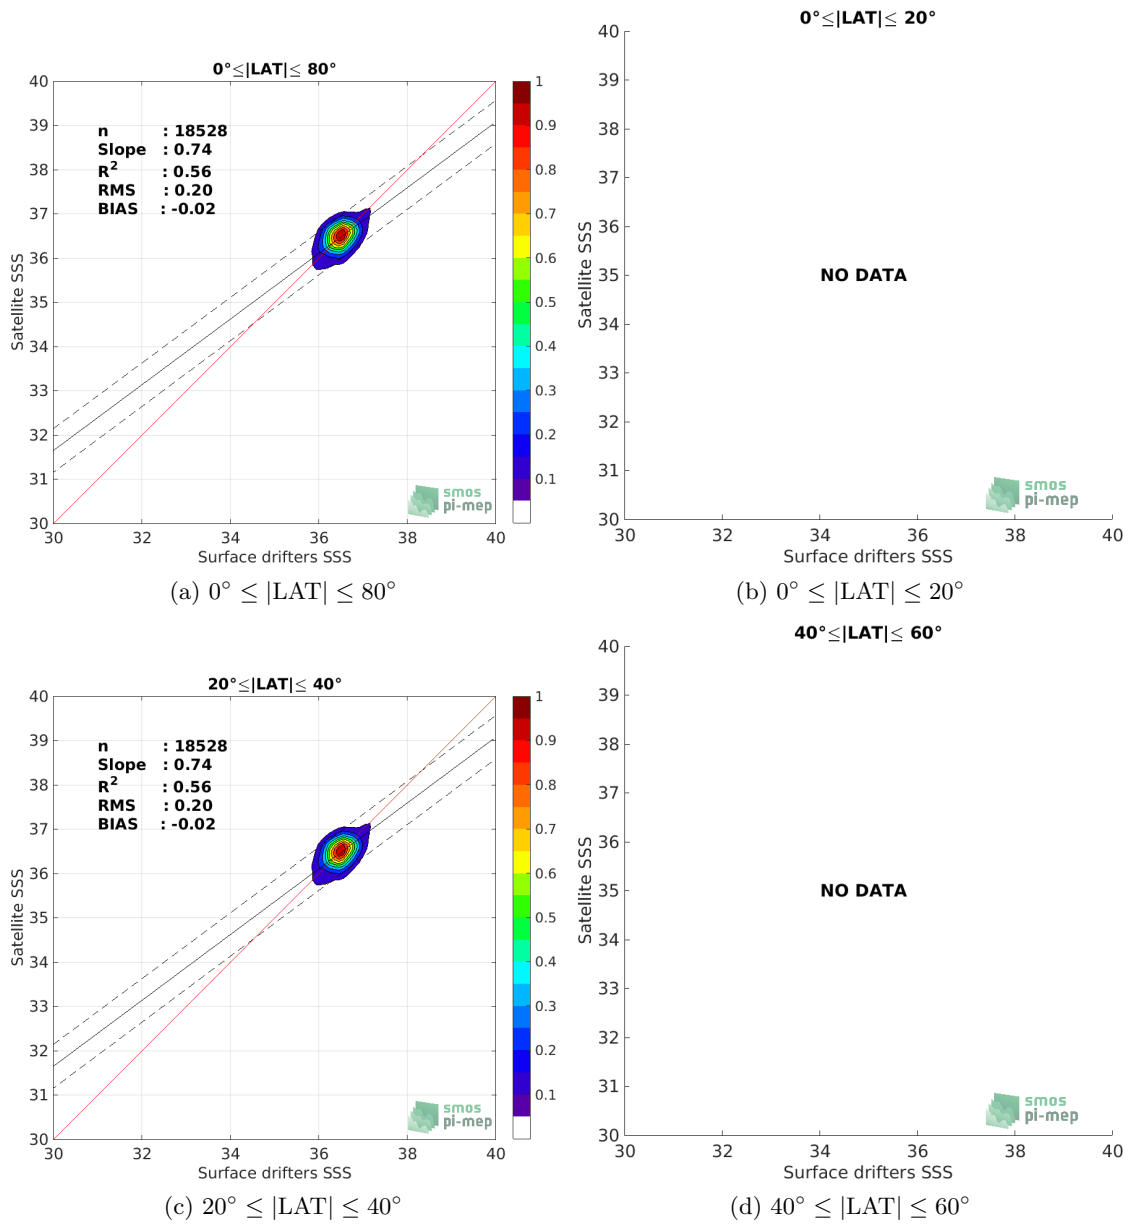 0°≤|LAT|≤ 80°
40
39
38
37
36
35
34
33
32
31
30
Satellite SSS
n : 18528
Slope : 0.74
R² : 0.56
RMS : 0.20
BIAS : -0.02
1
0.9
0.8
0.7
0.6
0.5
0.4
0.3
0.2
0.1
smos
pi-mep
30 32 34 36 38 40
Surface drifters SSS
(a) 0° ≤ |LAT| ≤ 80°
0°≤|LAT|≤ 20°
40
39
38
37
36
35
34
33
32
31
30
Satellite SSS
NO DATA
smos
pi-mep
30 32 34 36 38 40
Surface drifters SSS
(b) 0° ≤ |LAT| ≤ 20°
20°≤|LAT|≤ 40°
40
39
38
37
36
35
34
33
32
31
30
Satellite SSS
n : 18528
Slope : 0.74
R² : 0.56
RMS : 0.20
BIAS : -0.02
1
0.9
0.8
0.7
0.6
0.5
0.4
0.3
0.2
0.1
smos
pi-mep
30 32 34 36 38 40
Surface drifters SSS
(c) 20° ≤ |LAT| ≤ 40°
40°≤|LAT|≤ 60°
40
39
38
37
36
35
34
33
32
31
30
Satellite SSS
NO DATA
smos
pi-mep
30 32 34 36 38 40
Surface drifters SSS
(d) 40° ≤ |LAT| ≤ 60°